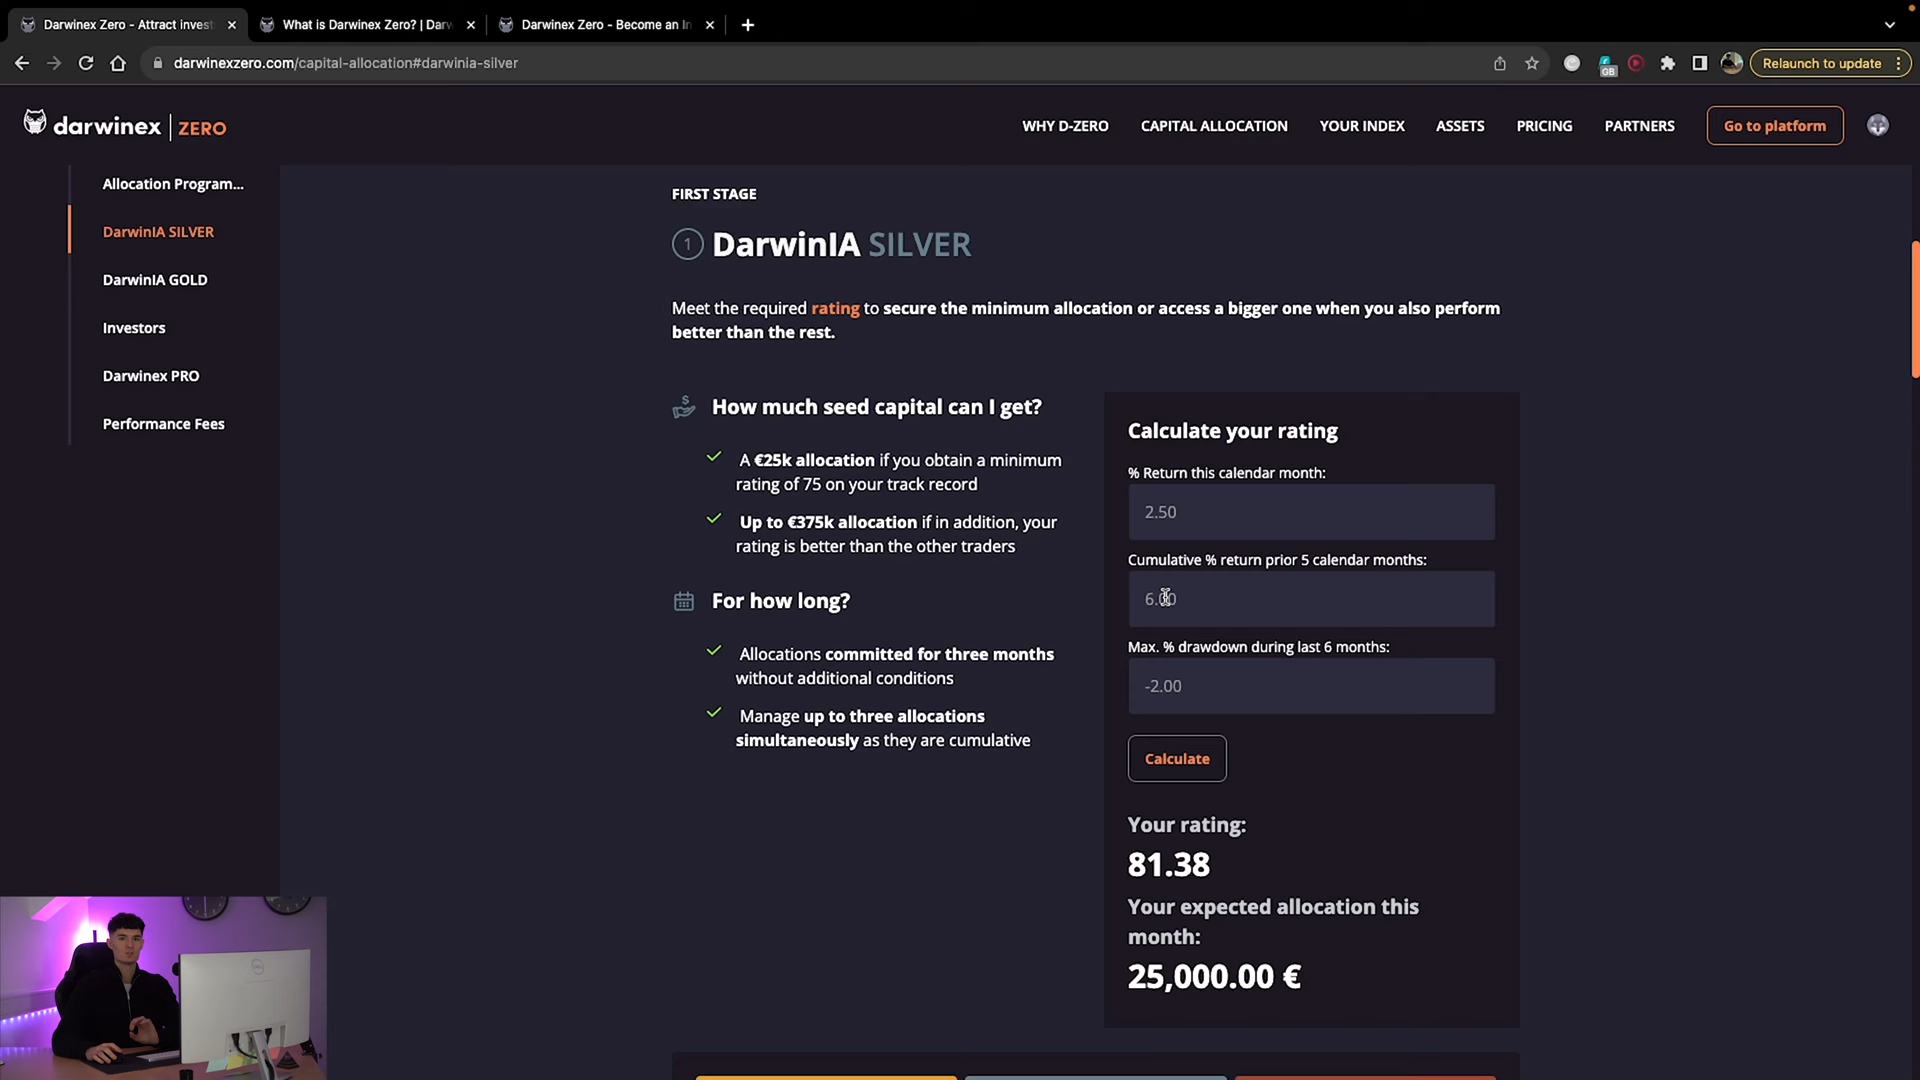 Darwinex Zero - Attract invest
What is Darwinex Zero? | Darw
Darwinex Zero - Become an In
darwinexzero.com/capital-allocation#darwinia-silver
GB
Relaunch to update
darwinex | ZERO
WHY D-ZERO
CAPITAL ALLOCATION
YOUR INDEX
ASSETS
PRICING
PARTNERS
Go to platform
Allocation Program...
DarwinIA SILVER
DarwinIA GOLD
Investors
Darwinex PRO
Performance Fees
FIRST STAGE
1 DarwinIA SILVER
Meet the required rating to secure the minimum allocation or access a bigger one when you also perform
better than the rest.
How much seed capital can I get?
A €25k allocation if you obtain a minimum
rating of 75 on your track record
Up to €375k allocation if in addition, your
rating is better than the other traders
For how long?
Allocations committed for three months
without additional conditions
Manage up to three allocations
simultaneously as they are cumulative
Calculate your rating
% Return this calendar month:
2.50
Cumulative % return prior 5 calendar months:
6.00
Max. % drawdown during last 6 months:
-2.00
Calculate
Your rating:
81.38
Your expected allocation this
month:
25,000.00 €
DELL